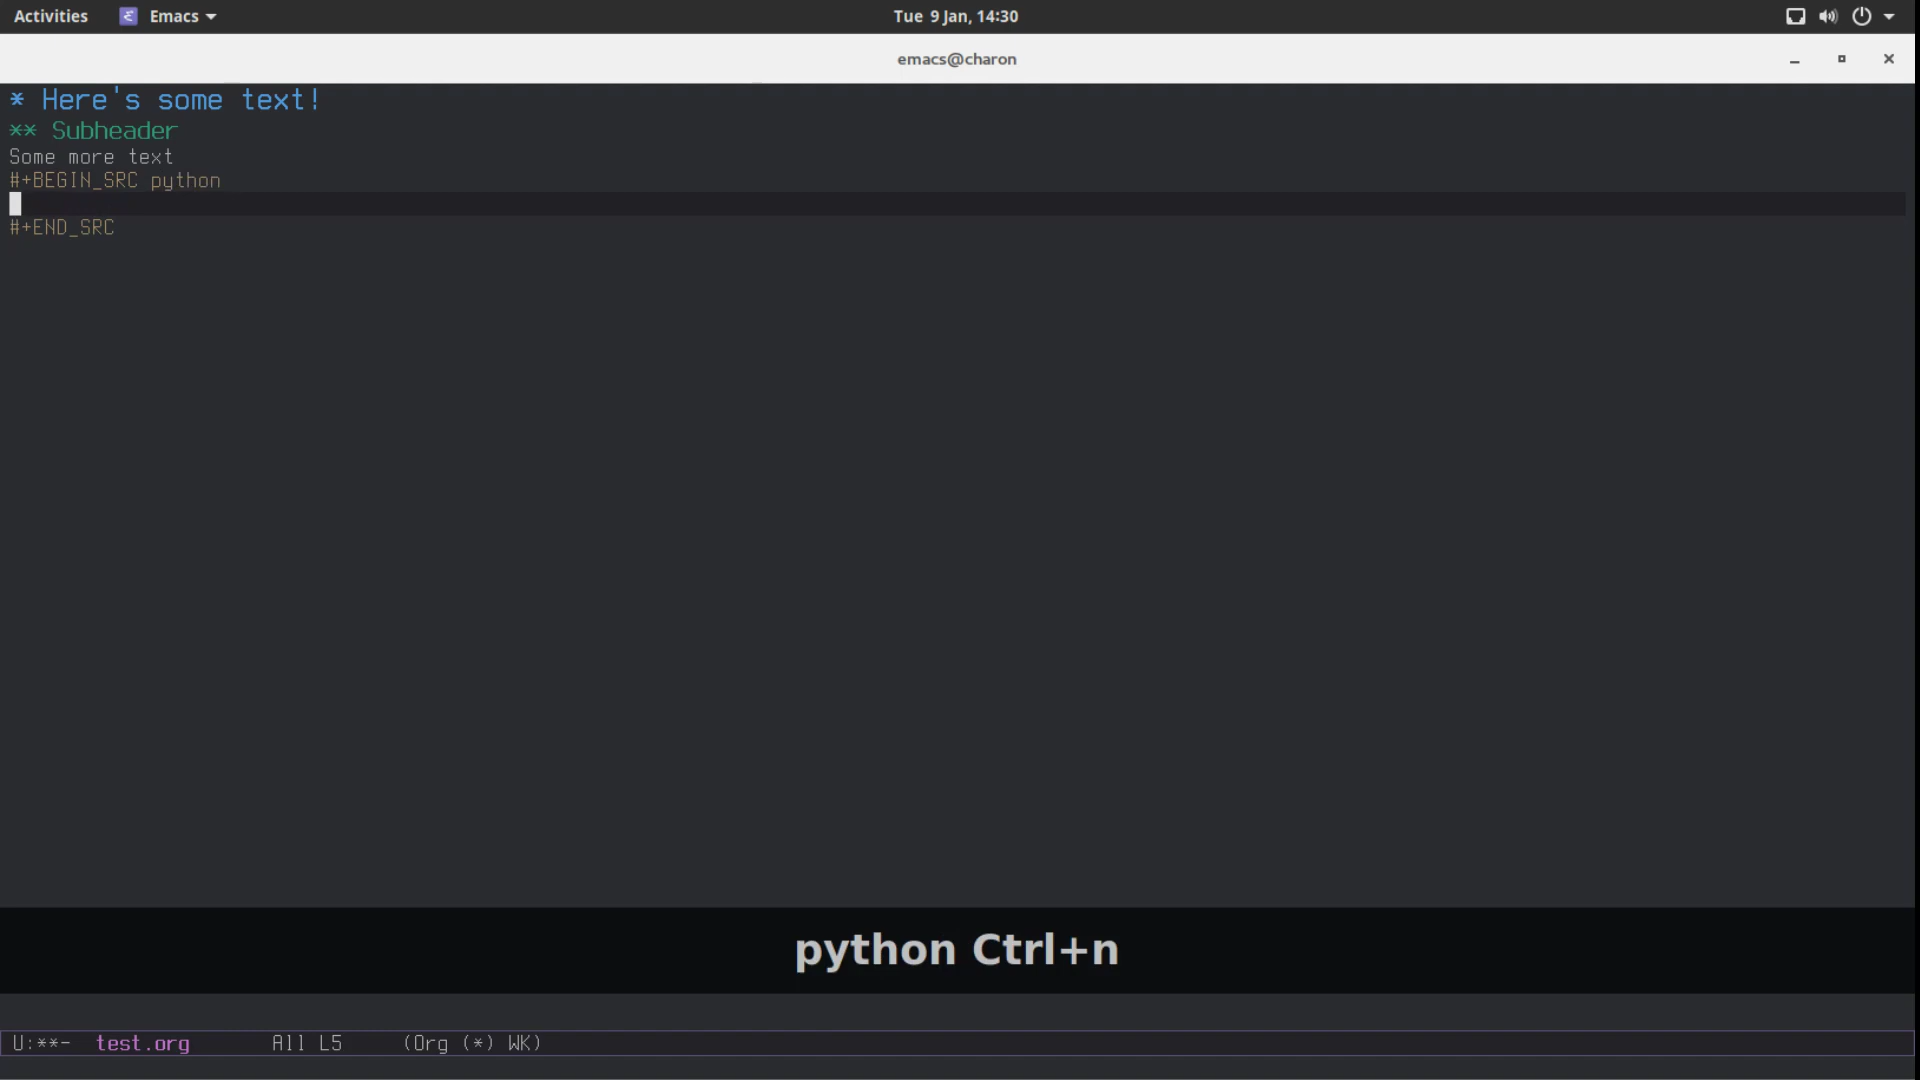 Activities Emacs Tue 9 Jan, 14:30
emacs@charon
* Here's some text!
** Subheader
Some more text
#+BEGIN_SRC python
#+END_SRC
python Ctrl+n
U:**- test.org All L5 (Org (*) WK)